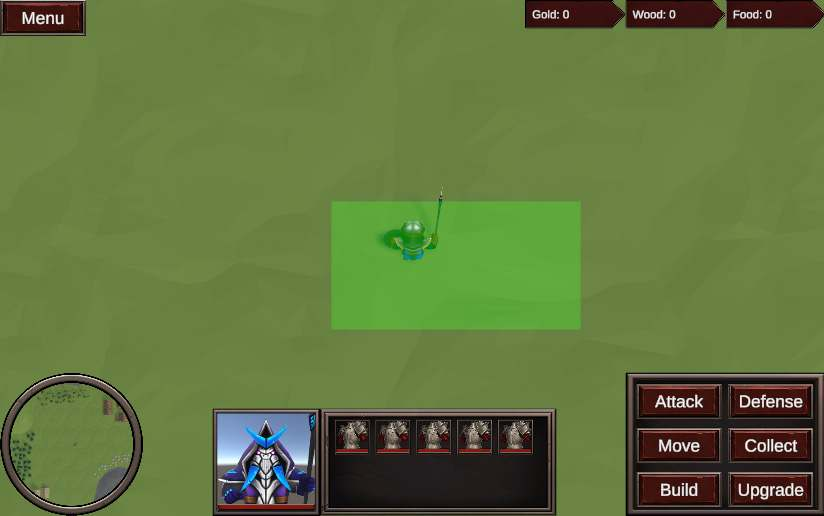 Menu
Gold: 0
Wood: 0
Food: 0
Attack
Defense
Move
Collect
Build
Upgrade